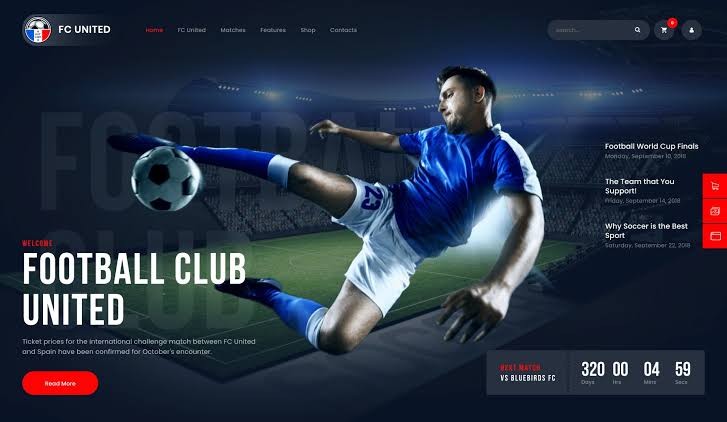 FC UNITED
Home
FC United
Matches
Features
Shop
Contacts
search...
0
FOOTBALL
CLUB
Football World Cup Finals
Monday, September 10, 2018
The Team that You
Support!
Friday, September 14, 2018
Why Soccer is the Best
Sport
Saturday, September 22, 2018
23
WELCOME
FOOTBALL CLUB
UNITED
Ticket prices for the international challenge match between FC United
and Spain have been confirmed for October's encounter.
Read More
NEXT MATCH
VS BLUEBIRDS FC
320 00 04 59
Days Hrs Mins Secs